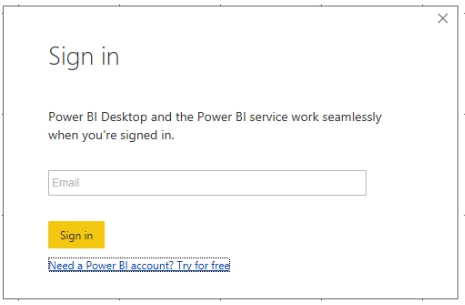 Sign in
Power BI Desktop and the Power BI service work seamlessly
when you're signed in.
Email
Sign in
Need a Power BI account? Try for free